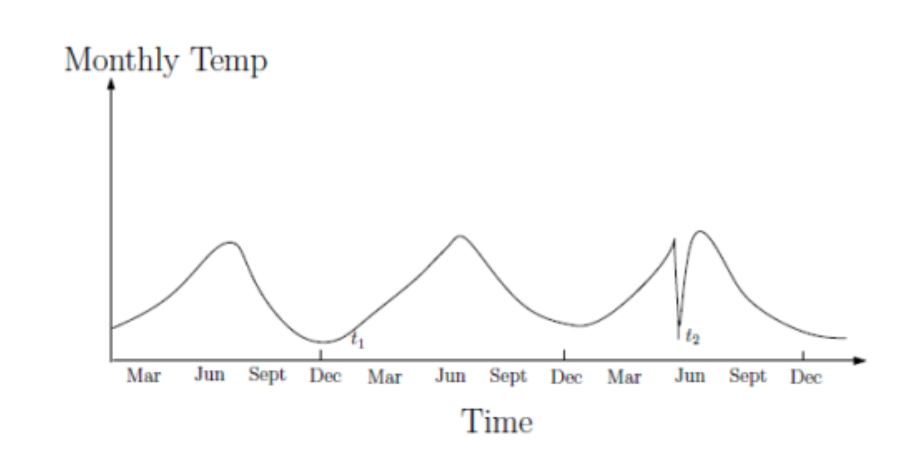 Monthly Temp
t₁
t₂
Mar Jun Sept Dec Mar Jun Sept Dec Mar Jun Sept Dec
Time